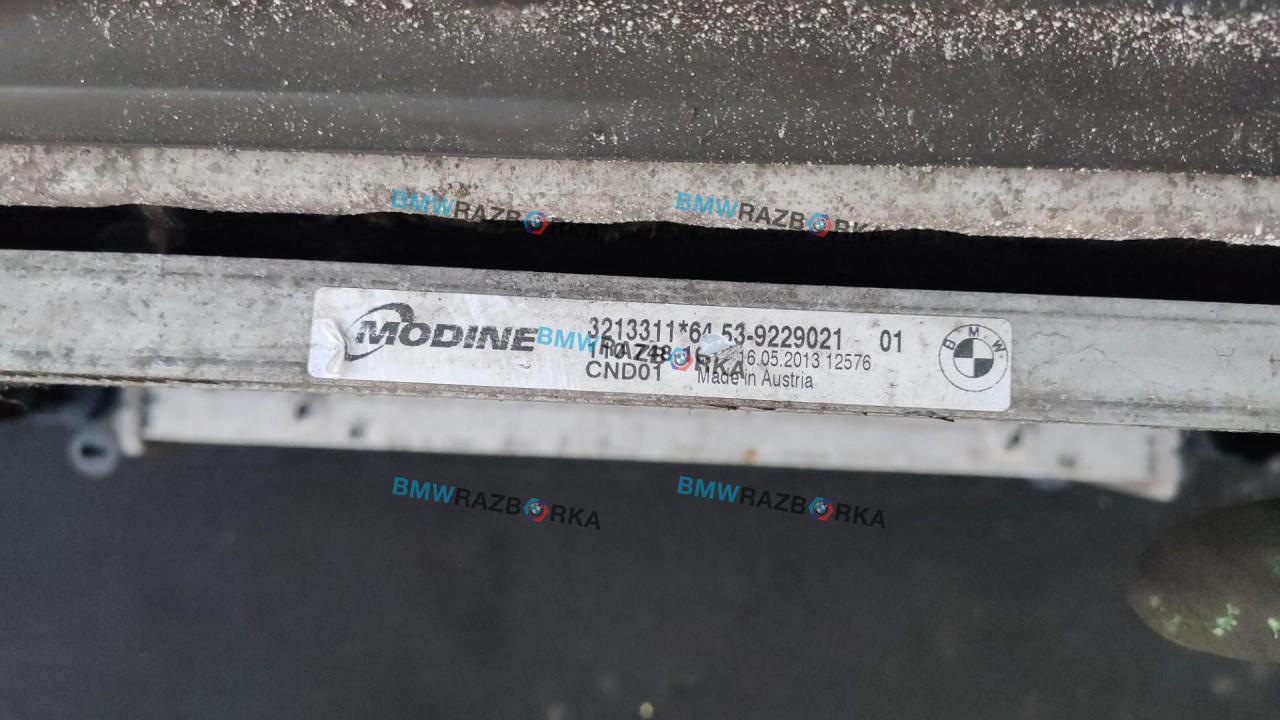 BMWRAZBORKA BMWRAZBORKA
MODINE 3213311*64.53-9229021 01 BMW
BMWRAZBORKA
16.05.2013 12576
CND01 Made in Austria
BMWRAZBORKA BMWRAZBORKA